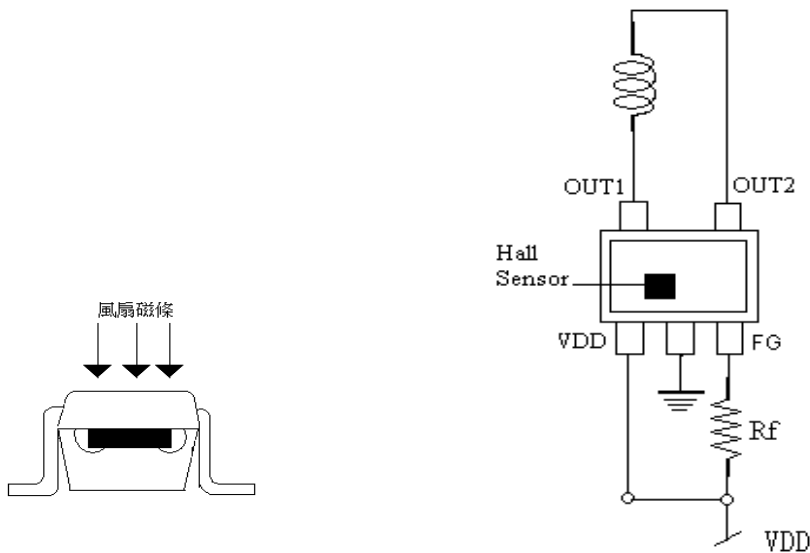 風扇磁條
OUT1
OUT2
Hall
Sensor
VDD
FG
Rf
VDD